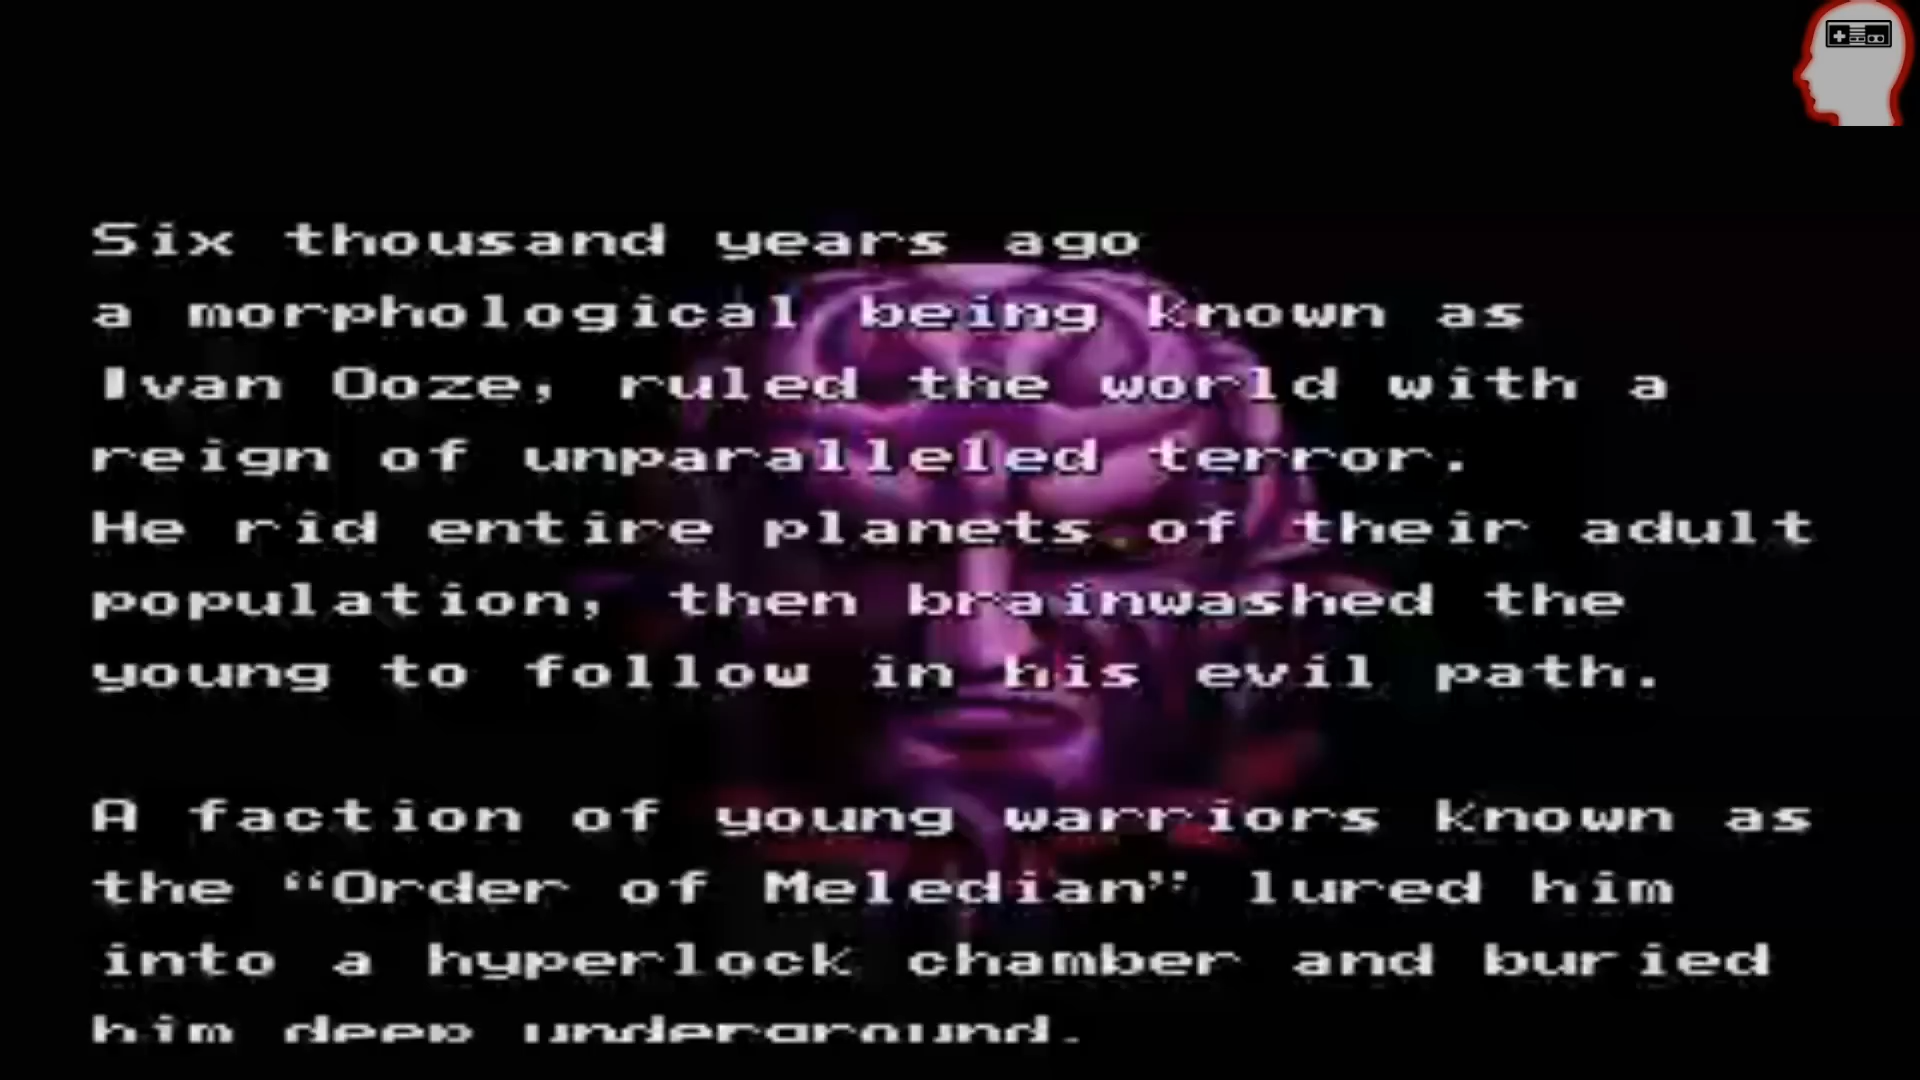 Six thousand years ago
a morphological being known as
Ivan Ooze, ruled the world with a
reign of unparalleled terror.
He rid entire planets of their adult
population, then brainwashed the
young to follow in his evil path.
A faction of young warriors known as
the “Order of Meledian” lured him
into a hyperlock chamber and buried
him deep underground.